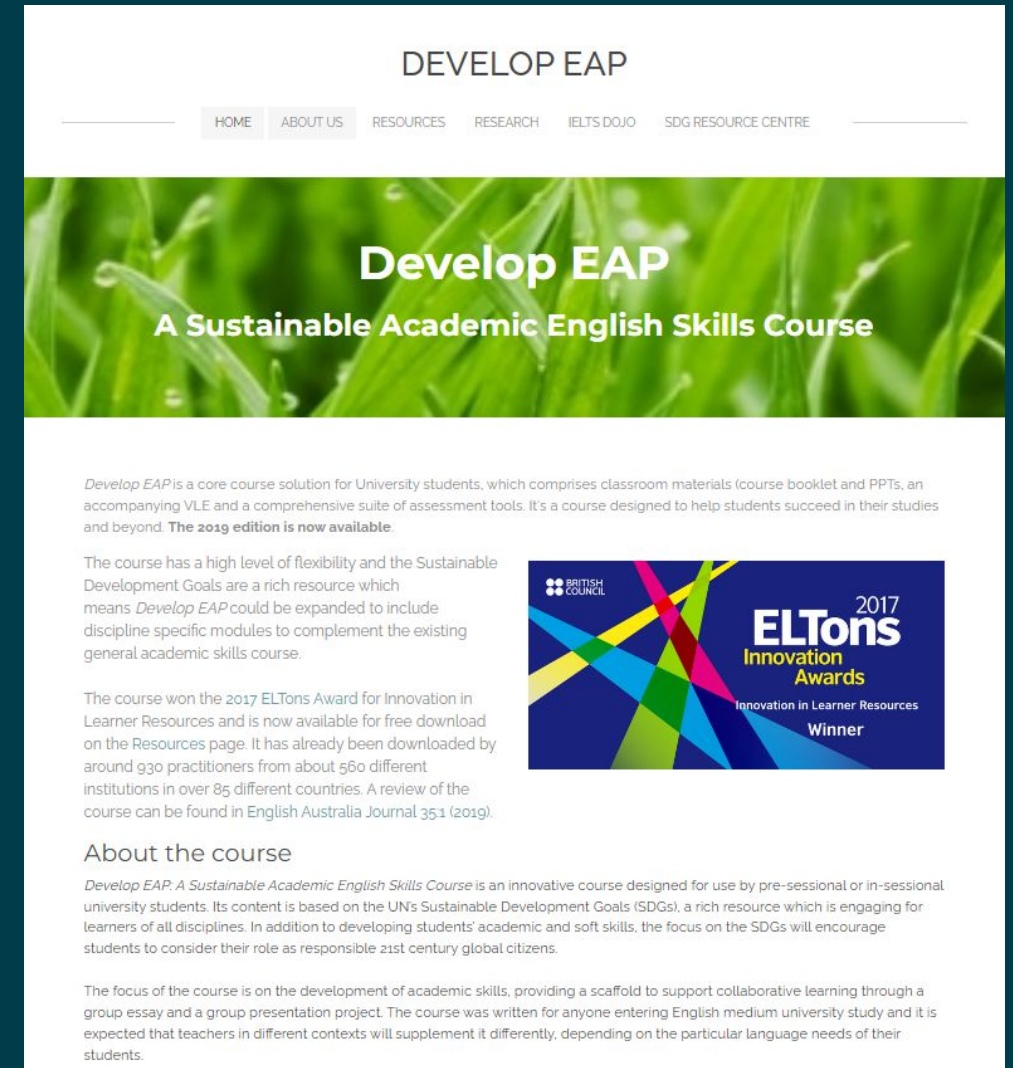 DEVELOP EAP
HOME ABOUT US RESOURCES RESEARCH IELTS DOJO SDG RESOURCE CENTRE
Develop EAP
A Sustainable Academic English Skills Course
Develop EAP is a core course solution for University students, which comprises classroom materials (course booklet and PPTs, an
accompanying VLE and a comprehensive suite of assessment tools. It's a course designed to help students succeed in their studies
and beyond. The 2019 edition is now available.
The course has a high level of flexibility and the Sustainable
Development Goals are a rich resource which
means Develop EAP could be expanded to include
discipline specific modules to complement the existing
general academic skills course.
The course won the 2017 ELTons Award for Innovation in
Learner Resources and is now available for free download
on the Resources page. It has already been downloaded by
around 930 practitioners from about 560 different
institutions in over 85 different countries. A review of the
course can be found in English Australia Journal 35:1 (2019).
BRITISH
COUNCIL
2017
ELTons
Innovation
Awards
Innovation in Learner Resources
Winner
About the course
Develop EAP: A Sustainable Academic English Skills Course is an innovative course designed for use by pre-sessional or in-sessional
university students. Its content is based on the UN's Sustainable Development Goals (SDGs), a rich resource which is engaging for
learners of all disciplines. In addition to developing students' academic and soft skills, the focus on the SDGs will encourage
students to consider their role as responsible 21st century global citizens.
The focus of the course is on the development of academic skills, providing a scaffold to support collaborative learning through a
group essay and a group presentation project. The course was written for anyone entering English medium university study and it is
expected that teachers in different contexts will supplement it differently, depending on the particular language needs of their
students.